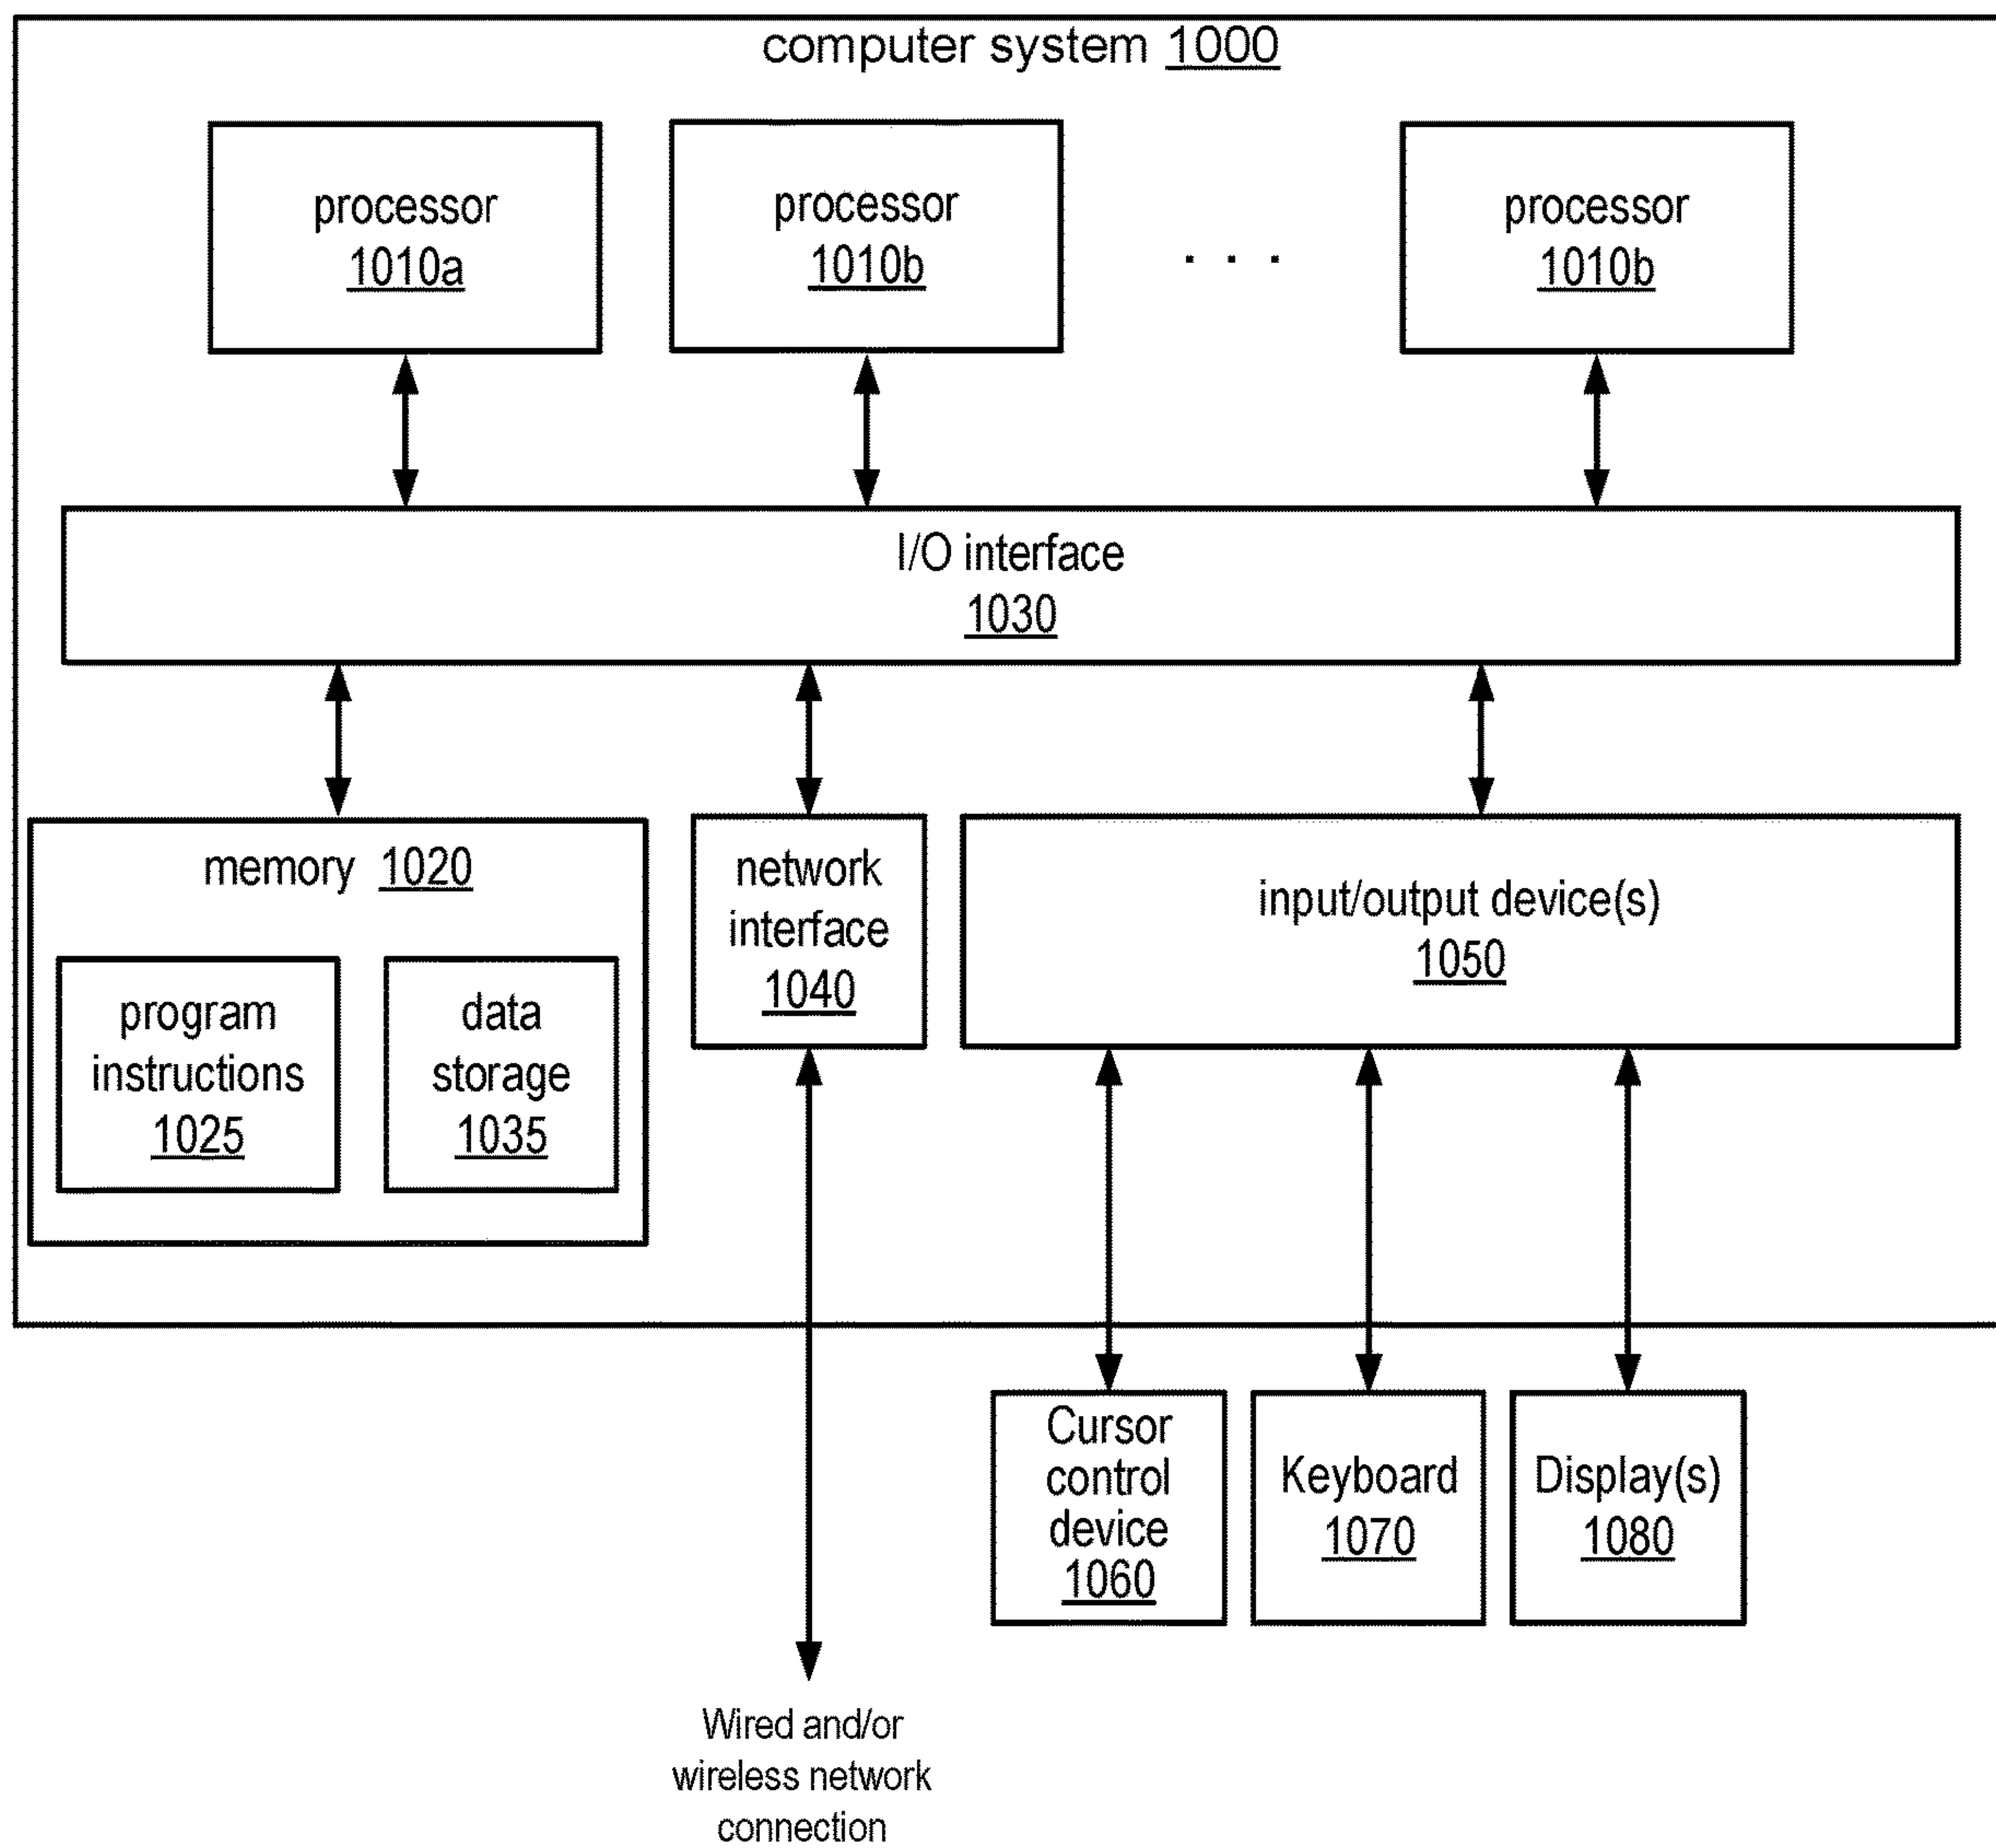 computer system 1000
processor
1010a
processor
1010b
. . .
processor
1010b
I/O interface
1030
memory 1020
program
instructions
1025
data
storage
1035
network
interface
1040
input/output device(s)
1050
Cursor
control
device
1060
Keyboard
1070
Display(s)
1080
Wired and/or
wireless network
connection